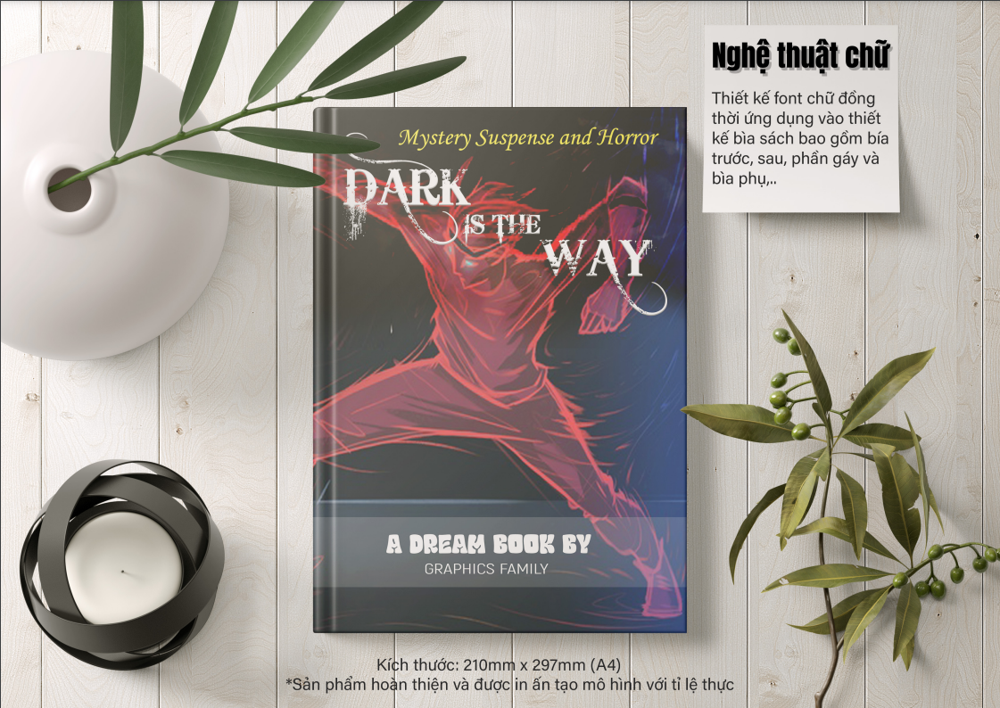 Nghệ thuật chữ
Thiết kế font chữ đồng
thời ứng dụng vào thiết
kế bìa sách bao gồm bía
trước, sau, phần gáy và
bìa phụ,..
Mystery Suspense and Horror
DARK
IS THE
WAY
A DREAM BOOK BY
GRAPHICS FAMILY
Kích thước: 210mm x 297mm (A4)
*Sản phẩm hoàn thiện và được in ấn tạo mô hình với tỉ lệ thực